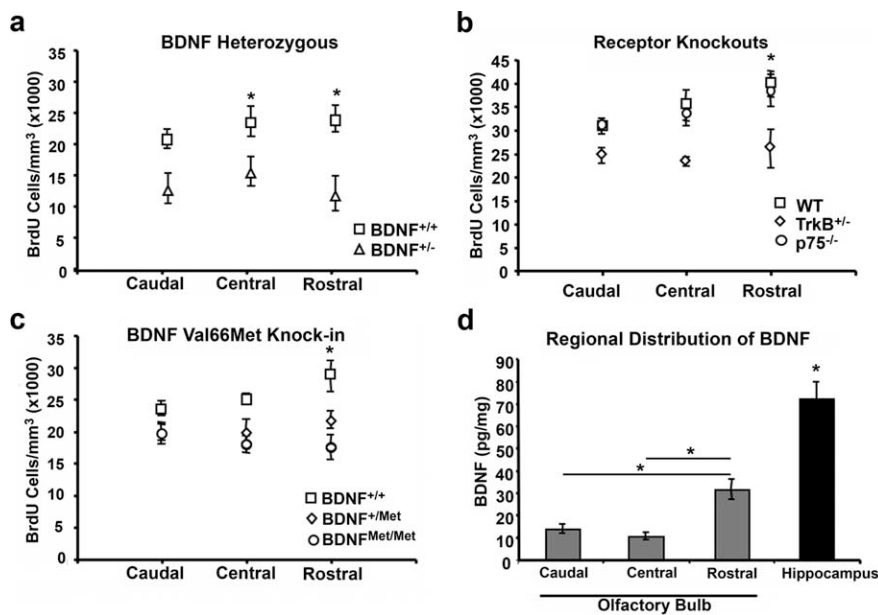 a
BDNF Heterozygous
BrdU Cells/mm³ (x1000)
35
30
25
20
15
10
5
0
*
*
BDNF+/+
BDNF+/-
Caudal Central Rostral
b
Receptor Knockouts
BrdU Cells/mm³ (x1000)
45
40
35
30
25
20
15
10
5
0
*
WT
TrkB+/-
p75-/-
Caudal Central Rostral
c
BDNF Val66Met Knock-in
BrdU Cells/mm³ (x1000)
35
30
25
20
15
10
5
0
*
BDNF+/+
BDNF+/Met
BDNFMet/Met
Caudal Central Rostral
d
Regional Distribution of BDNF
BDNF (pg/mg)
90
80
70
60
50
40
30
20
10
0
*
*
*
Caudal Central Rostral Hippocampus
Olfactory Bulb